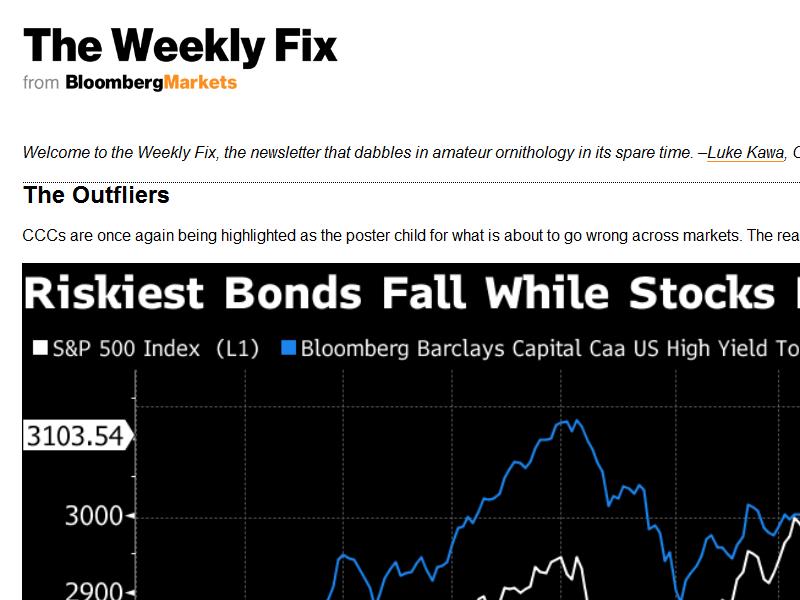 The Weekly Fix
from BloombergMarkets
Welcome to the Weekly Fix, the newsletter that dabbles in amateur ornithology in its spare time. –Luke Kawa,
The Outfliers
CCCs are once again being highlighted as the poster child for what is about to go wrong across markets. The
Riskiest Bonds Fall While Stocks
S&P 500 Index (L1) Bloomberg Barclays Capital Caa US High Yield
3103.54
3000
2900